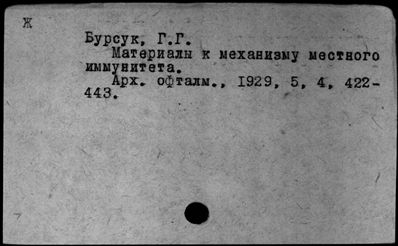 Ж
Бурсук, Г.Г.
Материалы к механизму местного
иммунитета.
Арх. офталм., 1929, 5, 4, 422-
443.